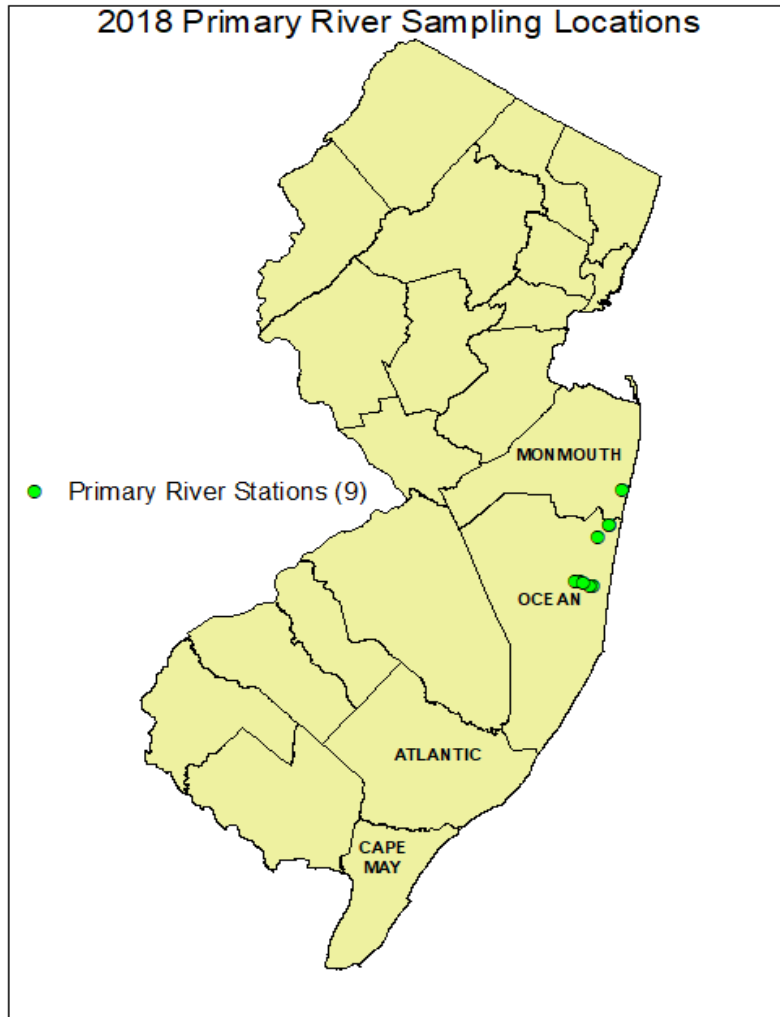 2018 Primary River Sampling Locations
MONMOUTH
Primary River Stations (9)
OCEAN
ATLANTIC
CAPE
MAY